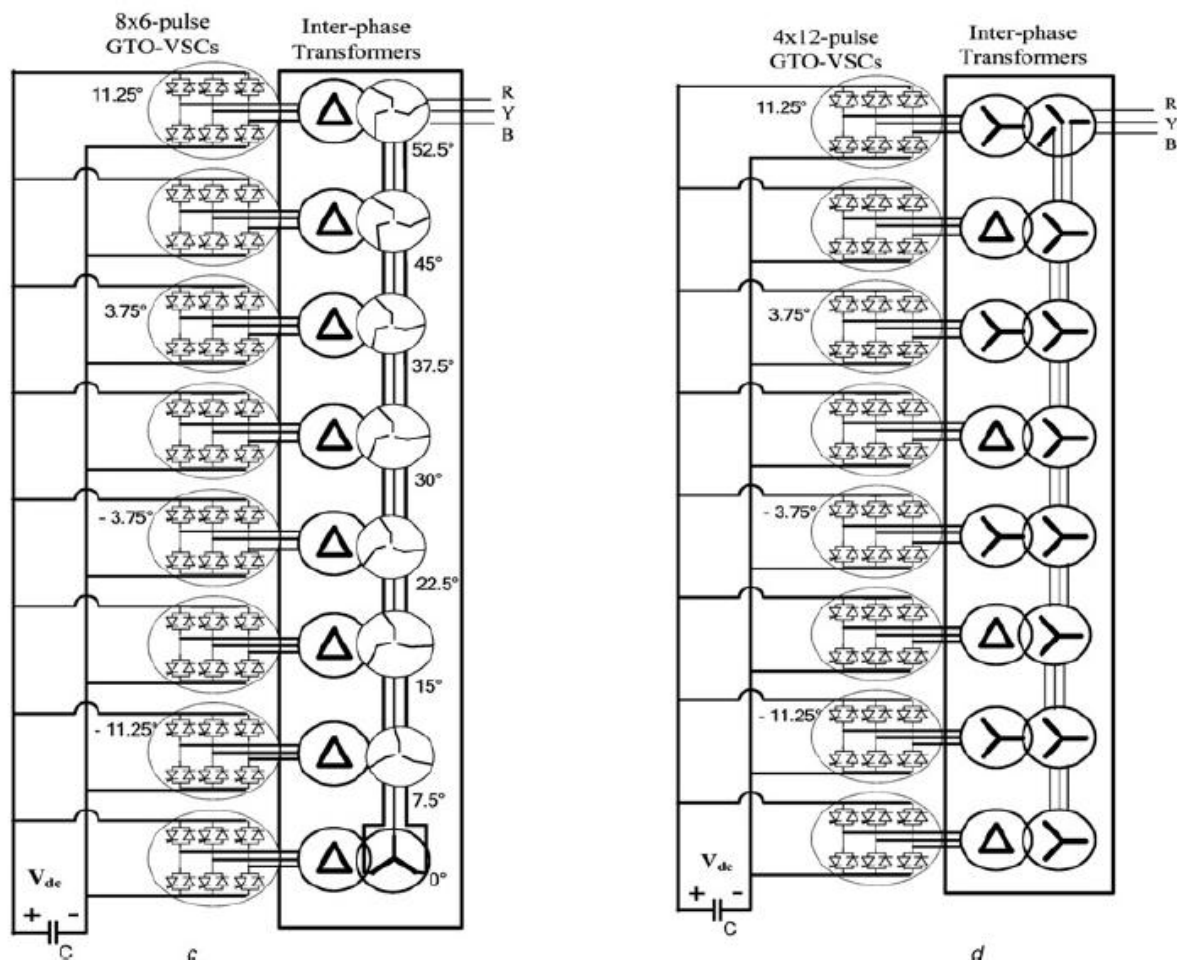 8x6-pulse
GTO-VSCs
Inter-phase
Transformers
11.25°
R
Y
B
52.5°
45°
3.75°
37.5°
30°
- 3.75°
22.5°
15°
- 11.25°
7.5°
0°
Vdc
+ -
C
c
4x12-pulse
GTO-VSCs
Inter-phase
Transformers
11.25°
R
Y
B
3.75°
- 3.75°
- 11.25°
Vdc
+ -
C
d